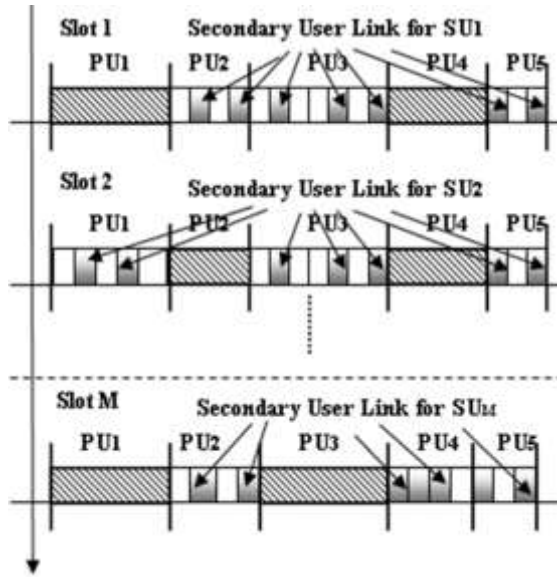 Slot 1
Secondary User Link for SU1
PU1 PU2 PU3 PU4 PU5
Slot 2
Secondary User Link for SU2
PU1 PU2 PU3 PU4 PU5
Slot M
Secondary User Link for SUM
PU1 PU2 PU3 PU4 PU5